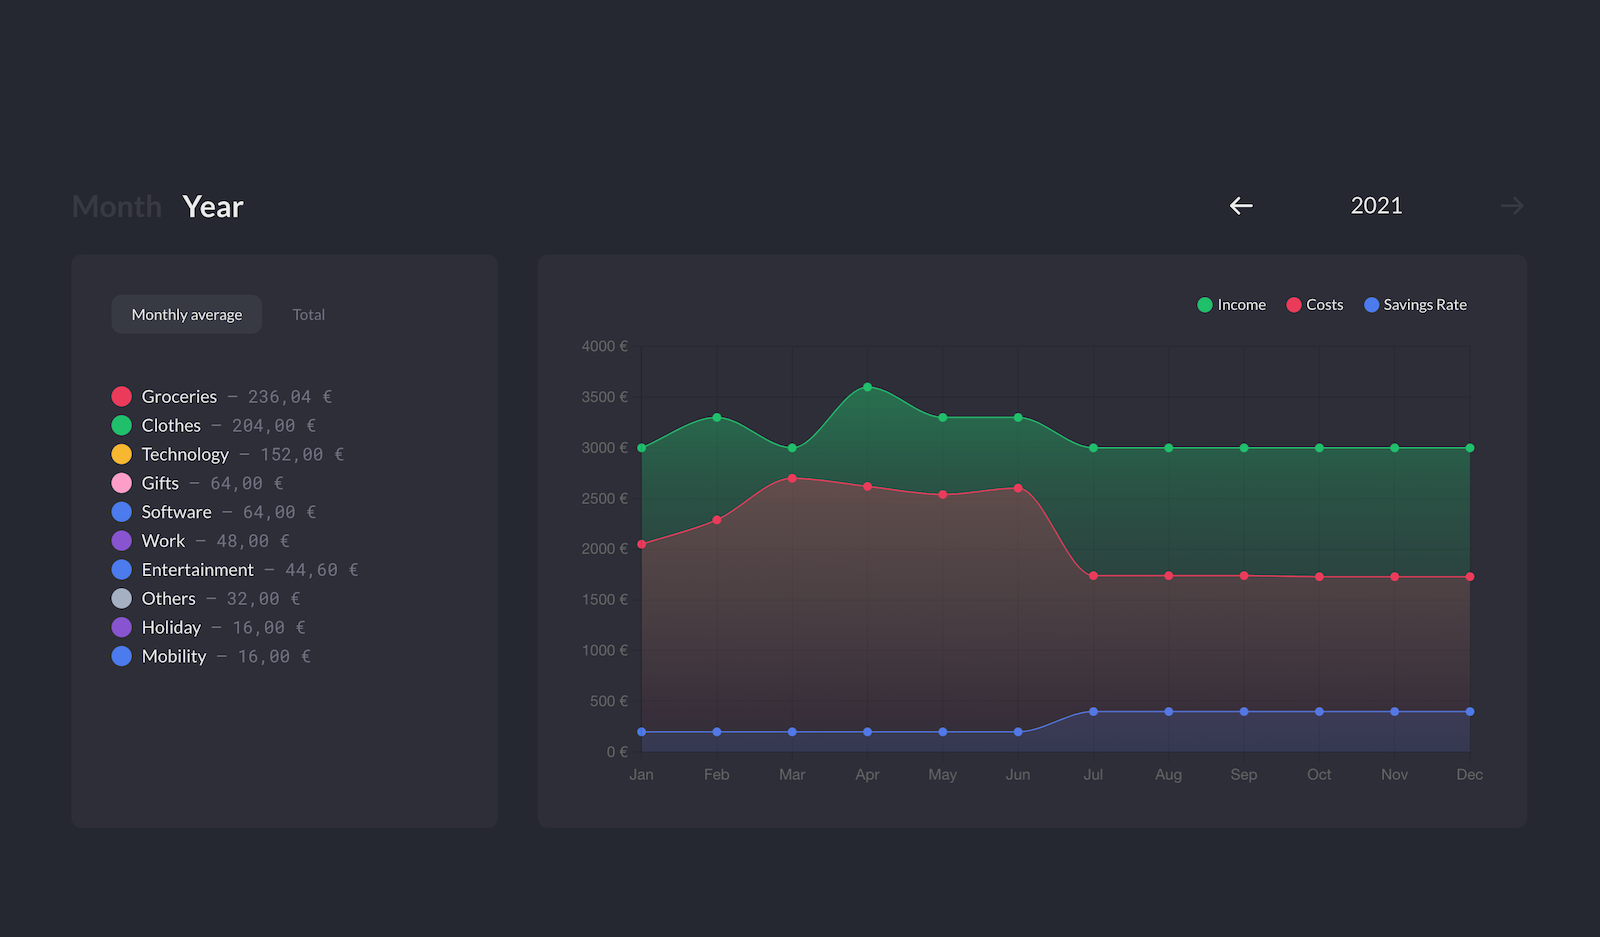 Month Year
2021
Monthly average Total
Groceries – 236,04 €
Clothes – 204,00 €
Technology – 152,00 €
Gifts – 64,00 €
Software – 64,00 €
Work – 48,00 €
Entertainment – 44,60 €
Others – 32,00 €
Holiday – 16,00 €
Mobility – 16,00 €
Income Costs Savings Rate
4000 €
3500 €
3000 €
2500 €
2000 €
1500 €
1000 €
500 €
0 €
Jan Feb Mar Apr May Jun Jul Aug Sep Oct Nov Dec